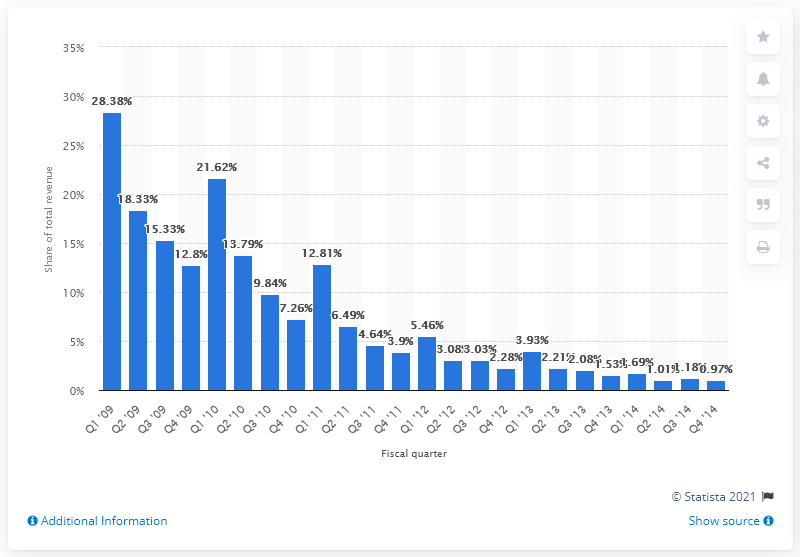 35%
30%
25%
20%
15%
10%
5%
0%
Share of total revenue
28.38%
18.33%
15.33%
12.8%
21.62%
13.79%
9.84%
7.26%
12.81%
6.49%
4.64%
3.9%
5.46%
3.08%
3.03%
2.28%
3.93%
2.21%
2.08%
1.53%
1.69%
1.01%
1.18%
0.97%
Q1 '09
Q2 '09
Q3 '09
Q4 '09
Q1 '10
Q2 '10
Q3 '10
Q4 '10
Q1 '11
Q2 '11
Q3 '11
Q4 '11
Q1 '12
Q2 '12
Q3 '12
Q4 '12
Q1 '13
Q2 '13
Q3 '13
Q4 '13
Q1 '14
Q2 '14
Q3 '14
Q4 '14
Fiscal quarter
© Statista 2021
Additional Information
Show source